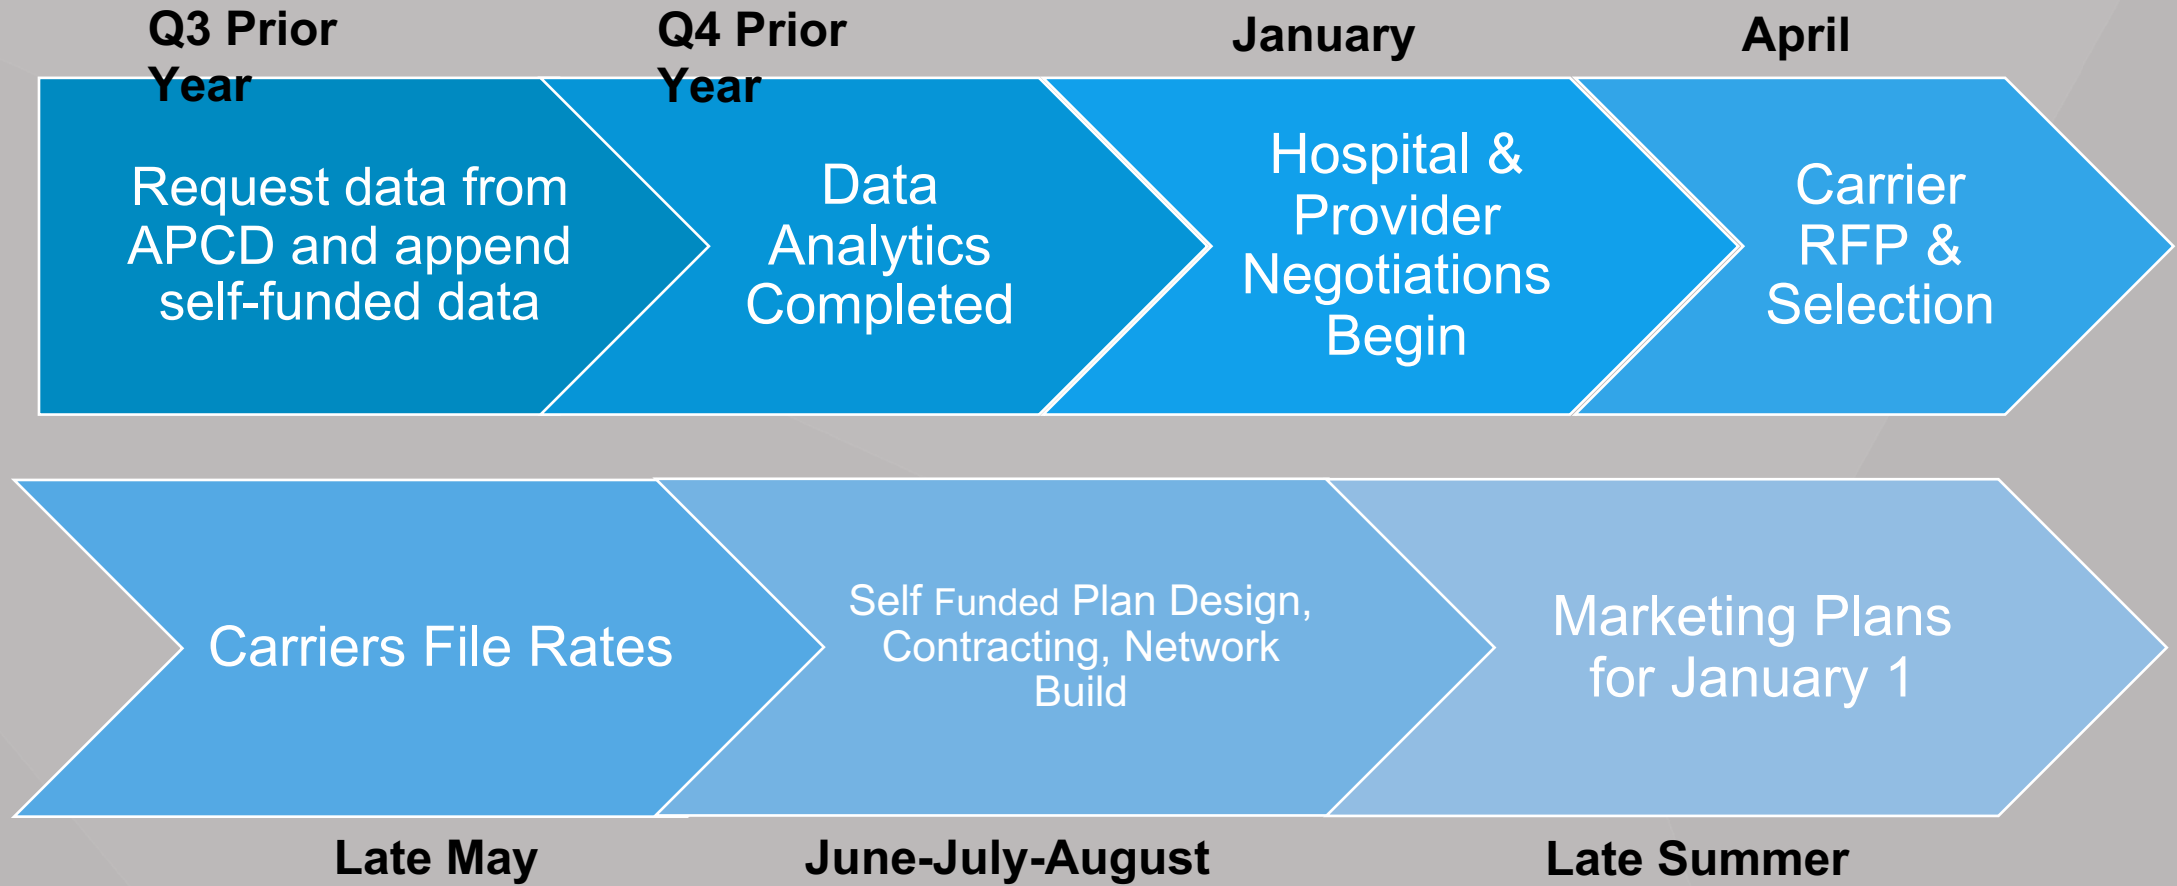 Q3 Prior
Year
Request data from
APCD and append
self-funded data
Q4 Prior
Year
Data
Analytics
Completed
January
Hospital &
Provider
Negotiations
Begin
April
Carrier
RFP &
Selection
Carriers File Rates
Late May
Self Funded Plan Design,
Contracting, Network
Build
June-July-August
Marketing Plans
for January 1
Late Summer